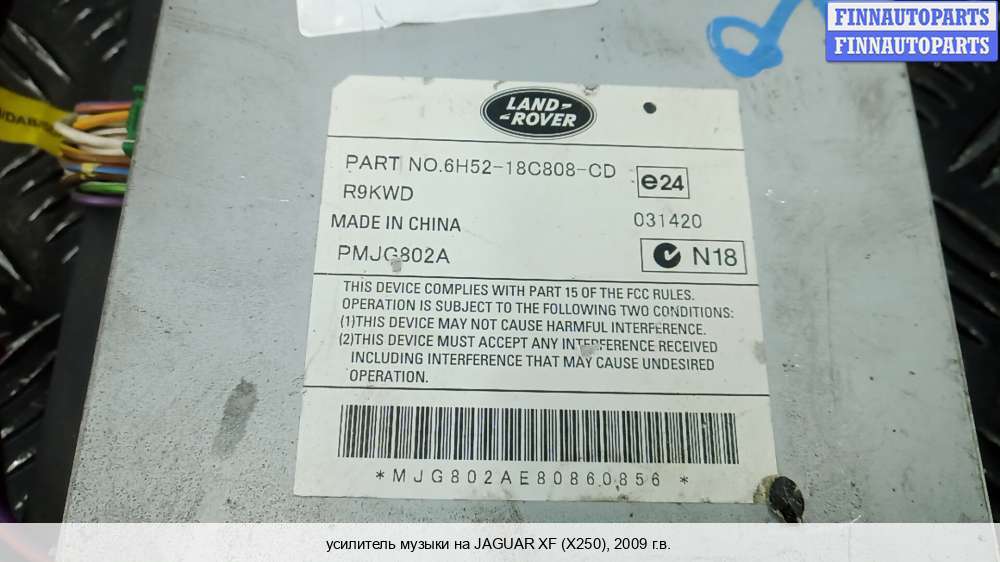 FINNAUTOPARTS
FINNAUTOPARTS
/DAB/
LAND-
-ROVER
PART NO.6H52-18C808-CD
e24
R9KWD
031420
MADE IN CHINA
PMJG802A
N18
THIS DEVICE COMPLIES WITH PART 15 OF THE FCC RULES.
OPERATION IS SUBJECT TO THE FOLLOWING TWO CONDITIONS:
(1)THIS DEVICE MAY NOT CAUSE HARMFUL INTERFERENCE.
(2)THIS DEVICE MUST ACCEPT ANY INTERFERENCE RECEIVED
INCLUDING INTERFERENCE THAT MAY CAUSE UNDESIRED
OPERATION.
*MJG802AE80860856*
усилитель музыки на JAGUAR XF (X250), 2009 г.в.